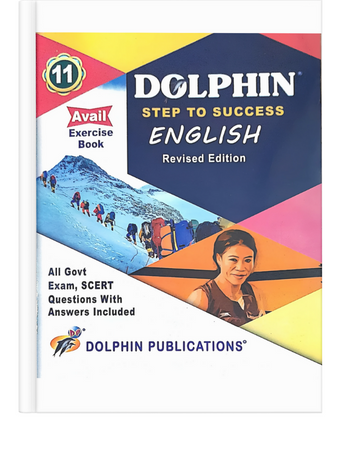 11
DOLPHIN®
STEP TO SUCCESS
ENGLISH
Revised Edition
Avail
Exercise
Book
All Govt
Exam, SCERT
Questions With
Answers Included
DOLPHIN PUBLICATIONS®